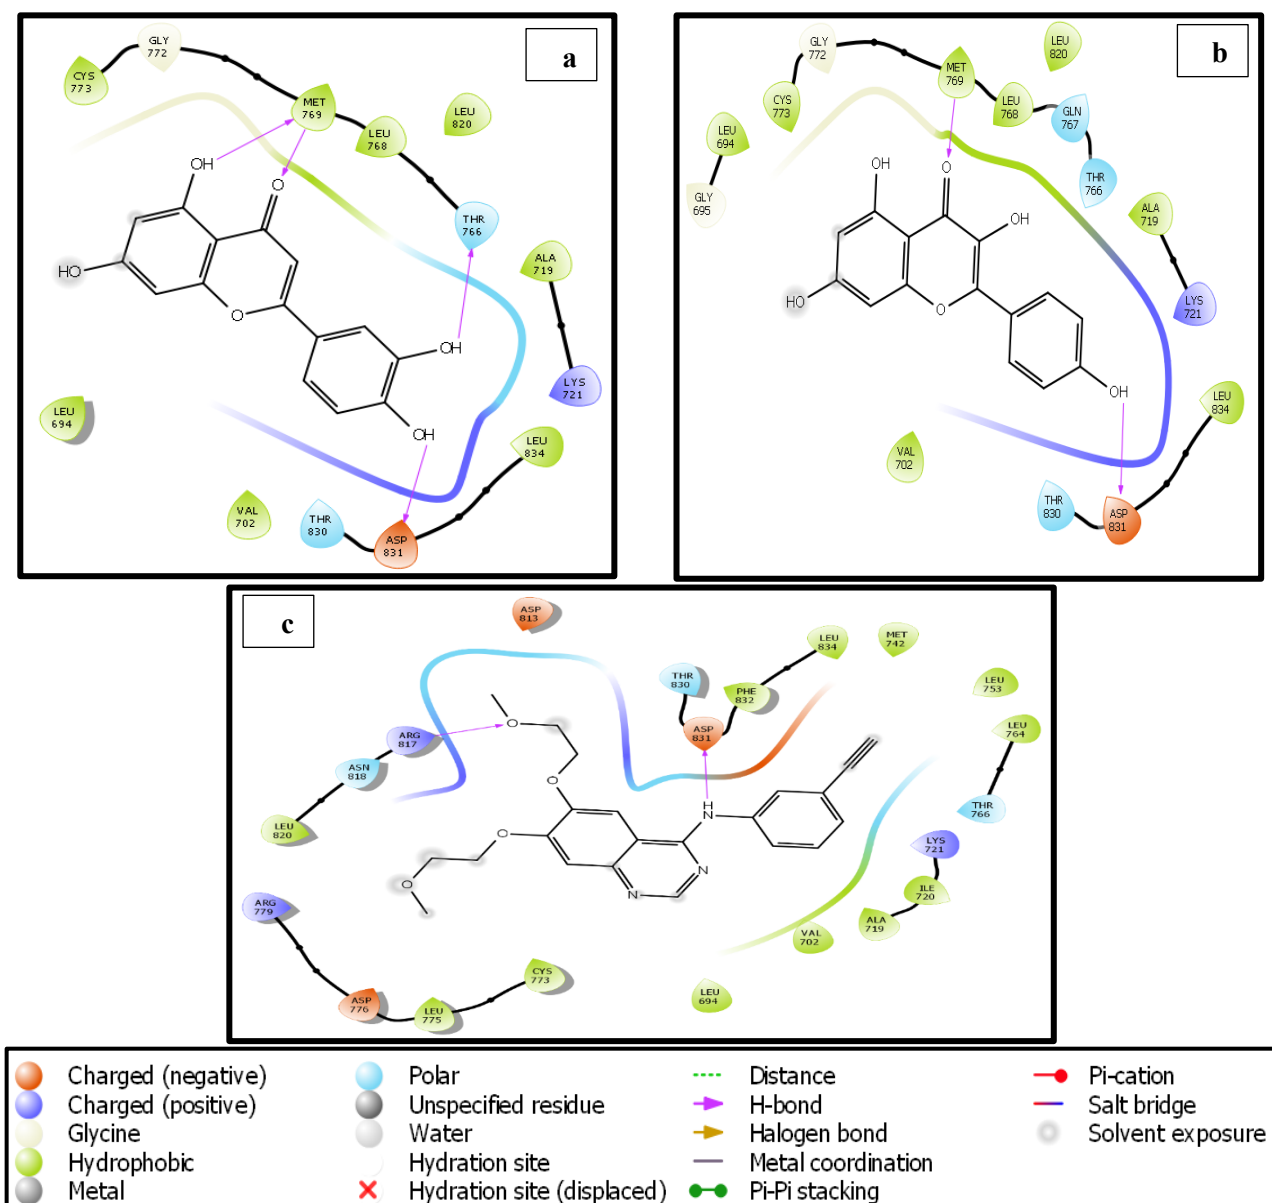 a
GLY
772
CYS
773
MET
769
LEU
820
LEU
768
OH
O
THR
766
HO
ALA
719
O
OH
LYS
721
LEU
694
OH
LEU
834
VAL
702
THR
830
ASP
831
b
GLY
772
MET
769
LEU
820
CYS
773
LEU
768
GLN
767
LEU
694
OH
O
THR
766
GLY
695
OH
ALA
719
HO
O
LYS
721
OH
LEU
834
VAL
702
THR
830
ASP
831
c
ASP
813
LEU
834
MET
742
THR
830
PHE
832
LEU
753
ARG
817
O
ASP
831
LEU
764
ASN
818
O
H
N
THR
766
LEU
820
O
LYS
721
N
O
N
ILE
720
ARG
779
ALA
719
VAL
702
CYS
773
ASP
776
LEU
775
LEU
694
Charged (negative)
Charged (positive)
Glycine
Hydrophobic
Metal
Polar
Unspecified residue
Water
Hydration site
Hydration site (displaced)
Distance
H-bond
Halogen bond
Metal coordination
Pi-Pi stacking
Pi-cation
Salt bridge
Solvent exposure